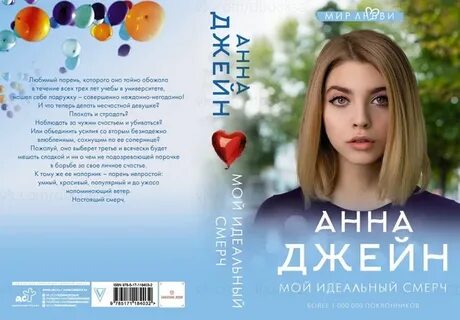 Любимый парень, которого она тайно обожала
в течение всех трех лет учебы в университете,
нашел себе подружку – совершенно нежданно-негаданно!
И что теперь делать несчастной девушке?
Плакать и страдать?
Наблюдать за чужим счастьем и убиваться?
Или объединить усилия со вторым безнадежно
влюбленным, сохнущим по ее сопернице?
Пожалуй, она выберет третье и всячески будет
мешать сладкой и ни о чем не подозревающей парочке
в борьбе за свое личное счастье.
К тому же ее напарник – парень непростой:
умный, красивый, популярный и до ужаса
напоминающий ветер.
Настоящий смерч.
аст
АННА
ДЖЕЙН
МОЙ ИДЕАЛЬНЫЙ
СМЕРЧ
МИР ЛЮБВИ
АННА
ДЖЕЙН
МОЙ ИДЕАЛЬНЫЙ СМЕРЧ
БОЛЕЕ 1 000 000 ПОКЛОННИКОВ